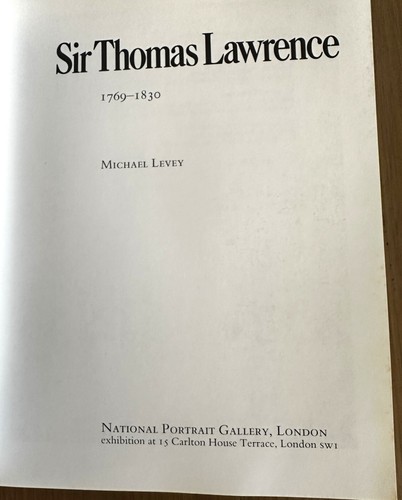 Sir Thomas Lawrence
1769–1830
Michael Levey
National Portrait Gallery, London
exhibition at 15 Carlton House Terrace, London SW1